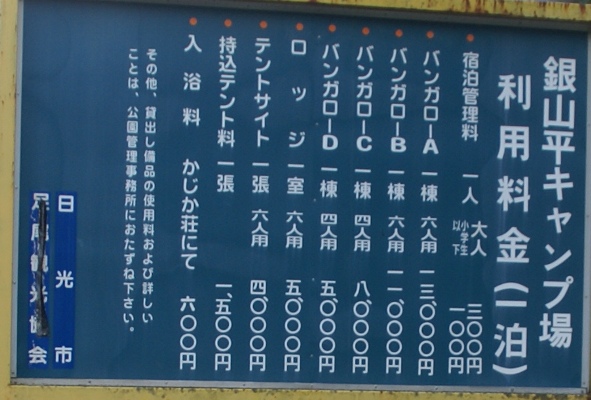 銀山平キャンプ場
利用料金(一泊)
宿泊管理料 一人 大人 三〇〇円
小学生以下 一〇〇円
バンガローA 一棟 六人用 一三、〇〇〇円
バンガローB 一棟 六人用 一一、〇〇〇円
バンガローC 一棟 四人用 八、〇〇〇円
バンガローD 一棟 四人用 五、〇〇〇円
ロッジ 一室 六人用 五、〇〇〇円
テントサイト 一張 六人用 四、〇〇〇円
持込テント料 一張 一、五〇〇円
入浴料 かじか荘にて 六〇〇円
その他、貸出し備品の使用料および詳しい
ことは、公園管理事務所におたずね下さい。
日光市
観光協会